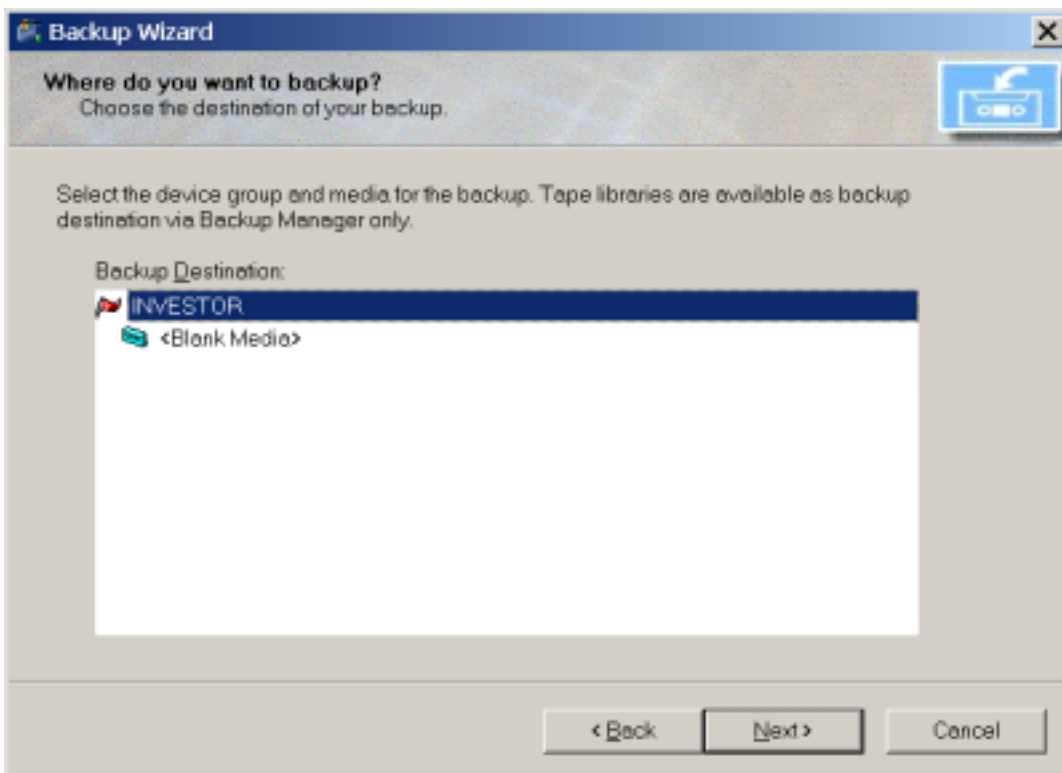 Backup Wizard
Where do you want to backup?
Choose the destination of your backup.
Select the device group and media for the backup. Tape libraries are available as backup
destination via Backup Manager only.
Backup Destination:
INVESTOR
<Blank Media>
< Back
Next >
Cancel